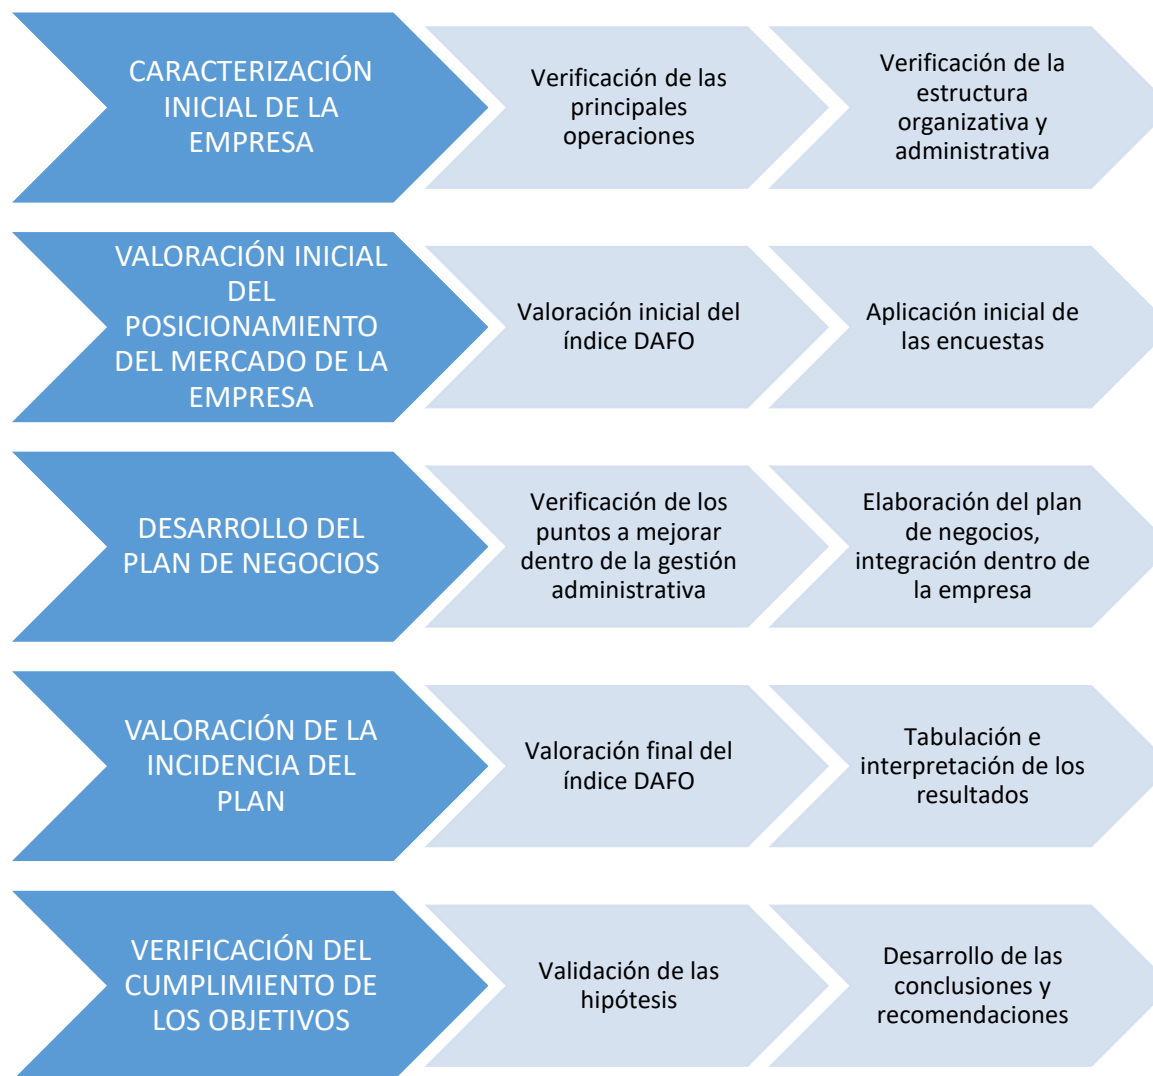 CARACTERIZACIÓN
INICIAL DE LA
EMPRESA
Verificación de las
principales
operaciones
Verificación de la
estructura
organizativa y
administrativa
VALORACIÓN INICIAL
DEL
POSICIONAMIENTO
DEL MERCADO DE LA
EMPRESA
Valoración inicial del
índice DAFO
Aplicación inicial de
las encuestas
DESARROLLO DEL
PLAN DE NEGOCIOS
Verificación de los
puntos a mejorar
dentro de la gestión
administrativa
Elaboración del plan
de negocios,
integración dentro de
la empresa
VALORACIÓN DE LA
INCIDENCIA DEL
PLAN
Valoración final del
índice DAFO
Tabulación e
interpretación de los
resultados
VERIFICACIÓN DEL
CUMPLIMIENTO DE
LOS OBJETIVOS
Validación de las
hipótesis
Desarrollo de las
conclusiones y
recomendaciones